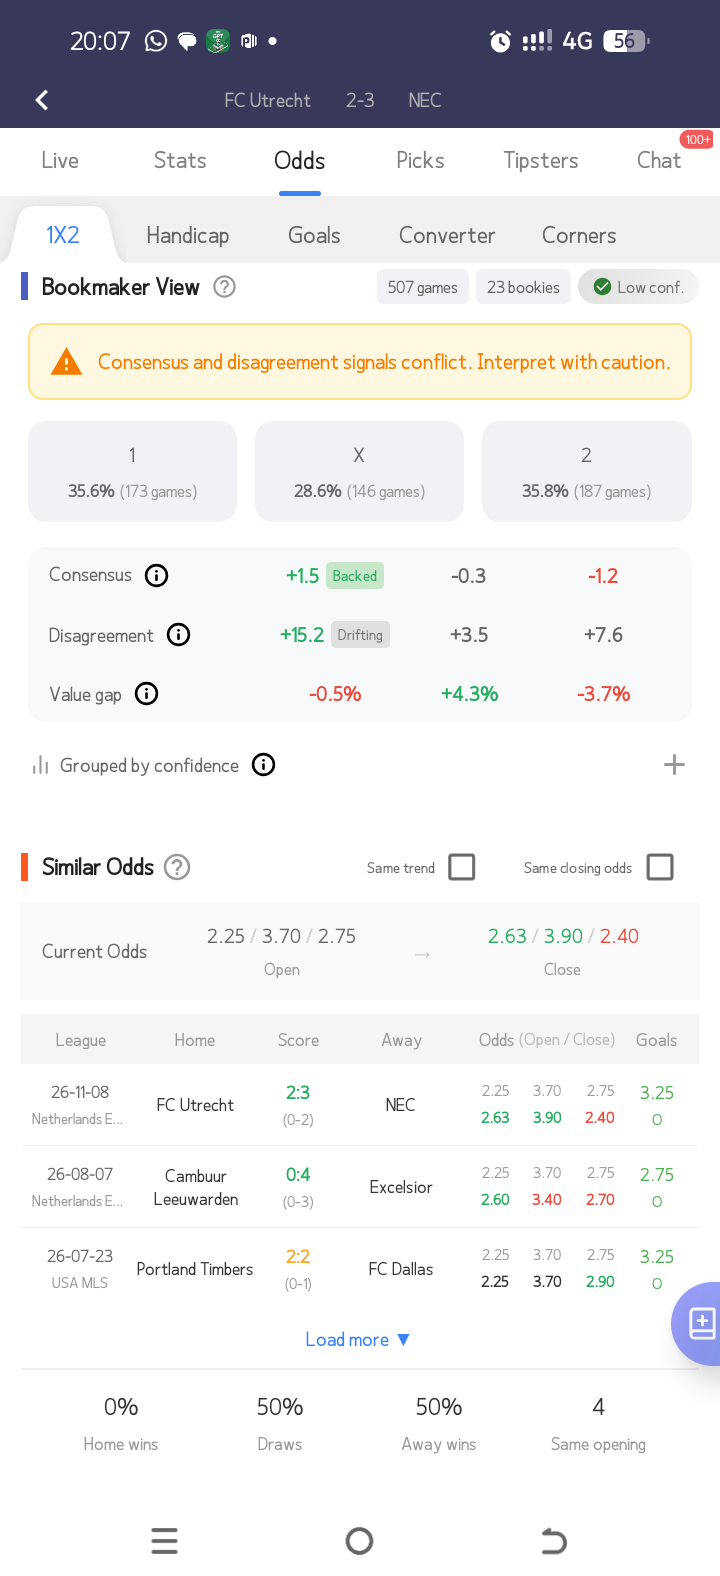 20:07 4G 56
FC Utrecht 2-3 NEC
Live Stats Odds Picks Tipsters Chat 100+
1X2 Handicap Goals Converter Corners
Bookmaker View ? 507 games 23 bookies Low conf.
Consensus and disagreement signals conflict. Interpret with caution.
1 X 2
35.6% (173 games) 28.6% (146 games) 35.8% (187 games)
Consensus +1.5 Backed -0.3 -1.2
Disagreement +15.2 Drifting +3.5 +7.6
Value gap -0.5% +4.3% -3.7%
Grouped by confidence +
Similar Odds ? Same trend Same closing odds
Current Odds 2.25 / 3.70 / 2.75 → 2.63 / 3.90 / 2.40
Open Close
League Home Score Away Odds (Open / Close) Goals
26-11-08 FC Utrecht 2:3 NEC 2.25 3.70 2.75 3.25
Netherlands E... (0-2) 2.63 3.90 2.40 O
26-08-07 Cambuur 0:4 Excelsior 2.25 3.70 2.75 2.75
Netherlands E... Leeuwarden (0-3) 2.60 3.40 2.70 O
26-07-23 Portland Timbers 2:2 FC Dallas 2.25 3.70 2.75 3.25
USA MLS (0-1) 2.25 3.70 2.90 O
Load more ▼
0% 50% 50% 4
Home wins Draws Away wins Same opening